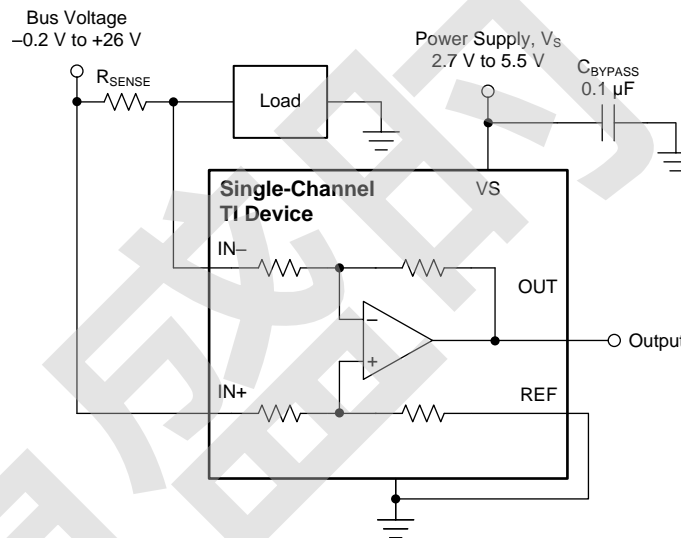 Bus Voltage
–0.2 V to +26 V
RSENSE
Load
Power Supply, VS
2.7 V to 5.5 V
CBYPASS
0.1 µF
Single-Channel
TI Device
VS
IN–
OUT
–
+
Output
IN+
REF